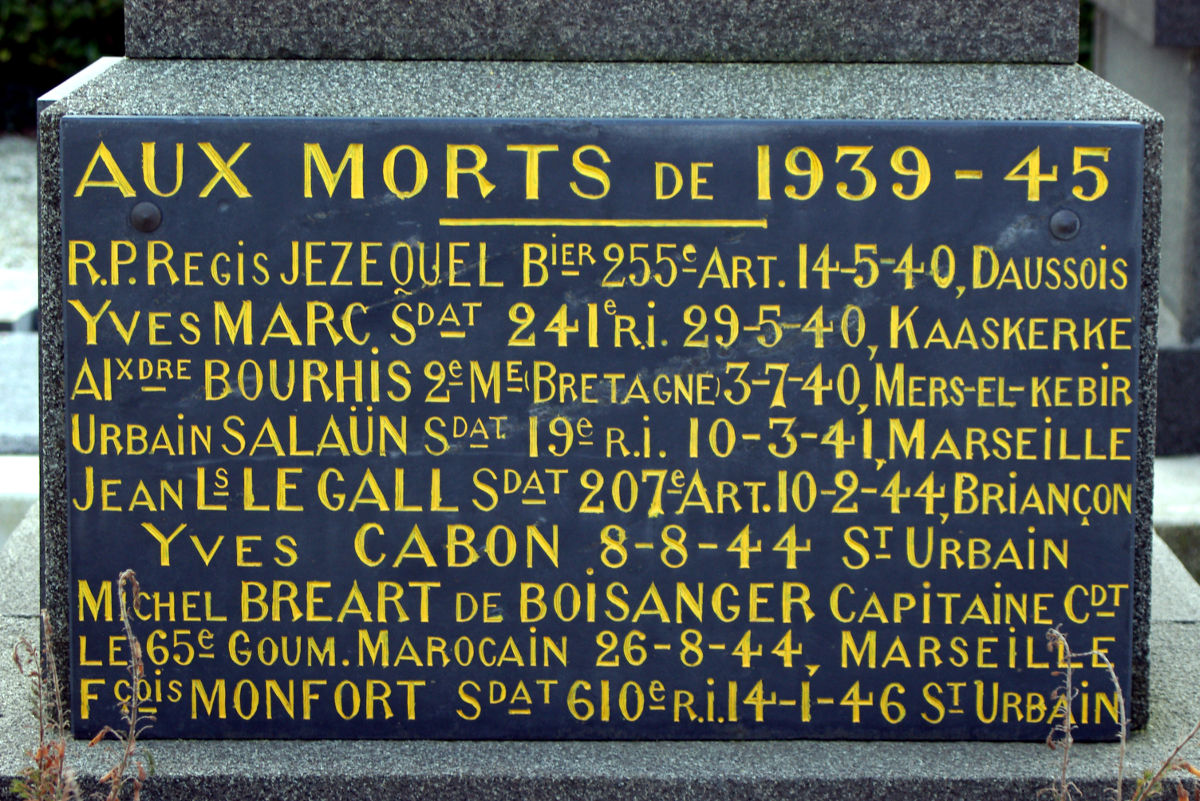 AUX MORTS DE 1939-45
R.P. REGIS JEZEQUEL BIER 255e ART. 14-5-40, DAUSSOIS
YVES MARC̃ SDAT 241e R.I. 29-5-40, KAASKERKE
AlXDRE BOURHIS 2e ME (BRETAGNE) 3-7-40, MERS-EL-KEBIR
URBAIN SALAÜN SDAT 19e R.I. 10-3-41, MARSEILLE
JEAN LS LE GALL SDAT 207e ART. 10-2-44, BRIANÇON
YVES CABON 8-8-44 ST URBAIN
MICHEL BREART DE BOISANGER CAPITAINE CDT
LE 65e GOUM. MAROCAIN 26-8-44, MARSEILLE
FÇOIS MONFORT SDAT 610e R.I. 14-1-46 ST URBAIN